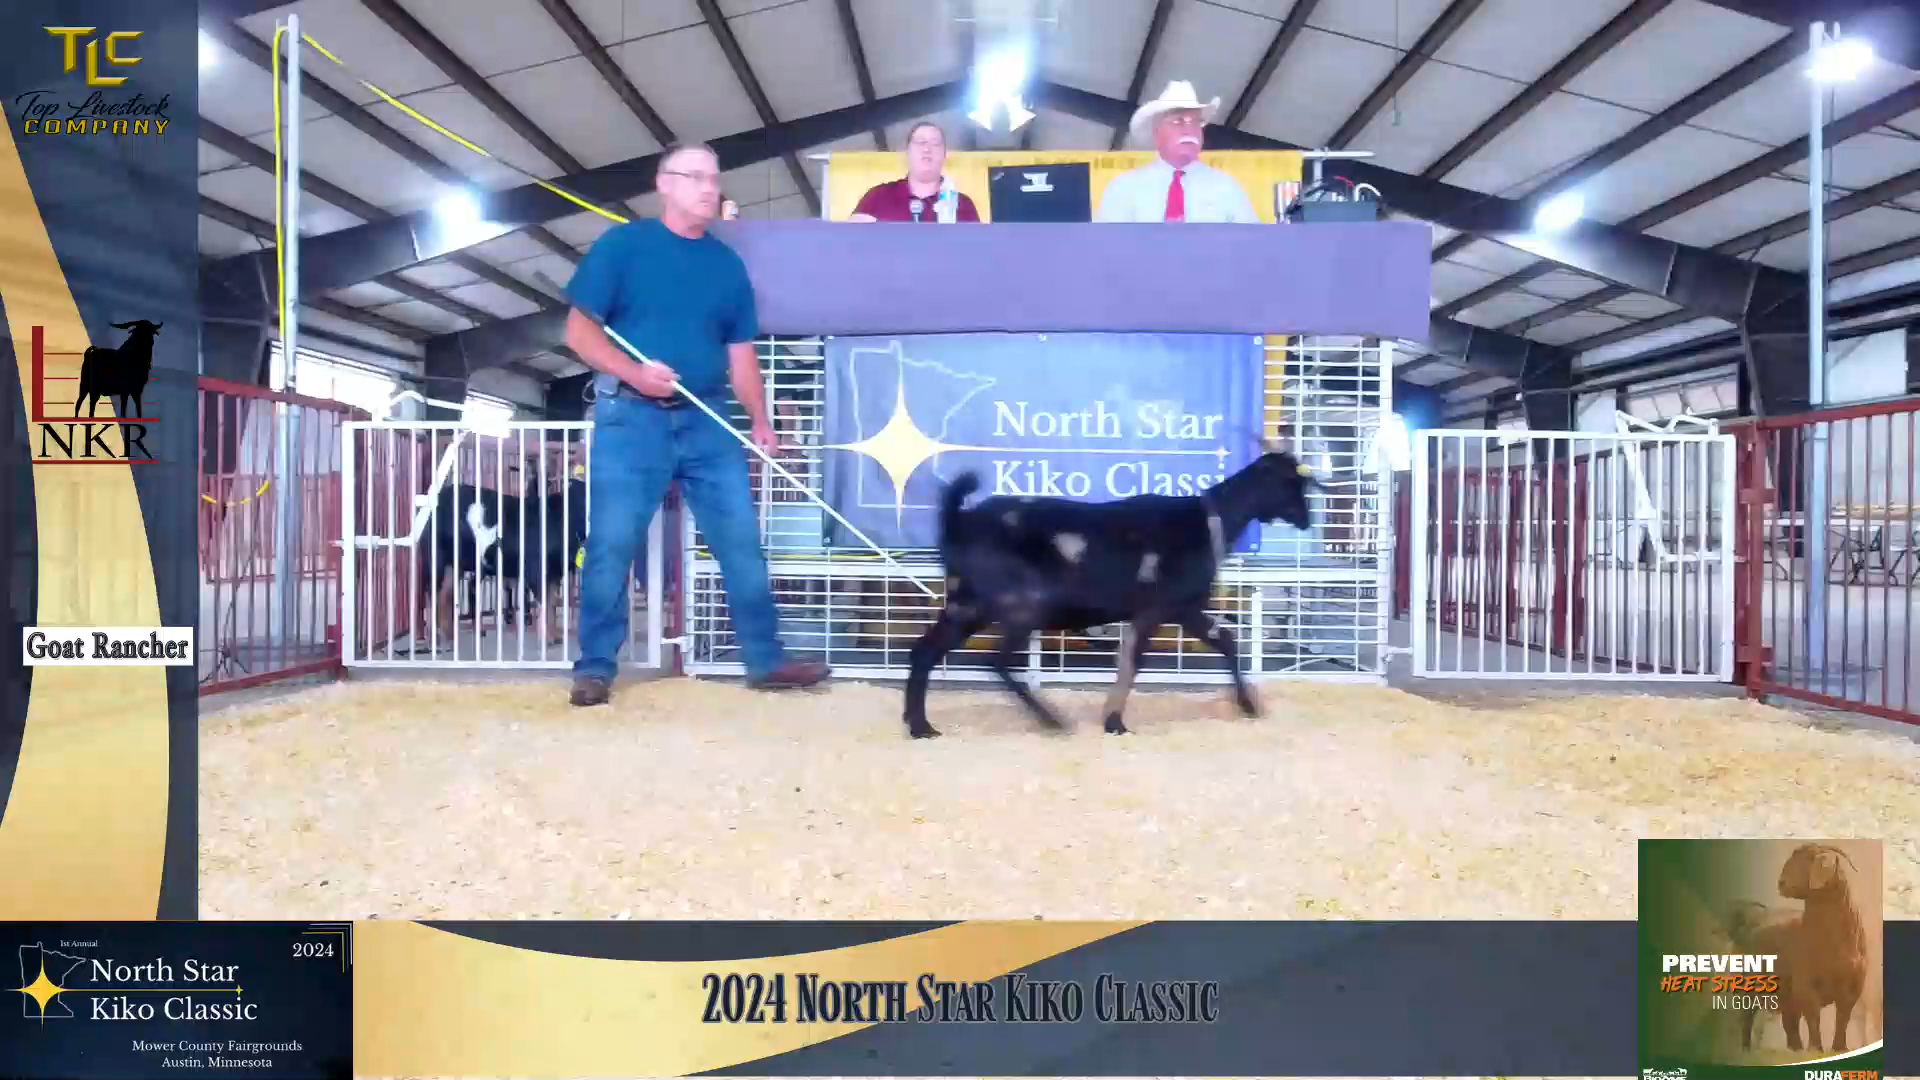 TLC
Top Livestock
COMPANY
NKR
Goat Rancher
North Star
Kiko Classi
1st Annual
2024
North Star
Kiko Classic
Mower County Fairgrounds
Austin, Minnesota
2024 North Star Kiko Classic
PREVENT
HEAT STRESS
IN GOATS
DURAFERM